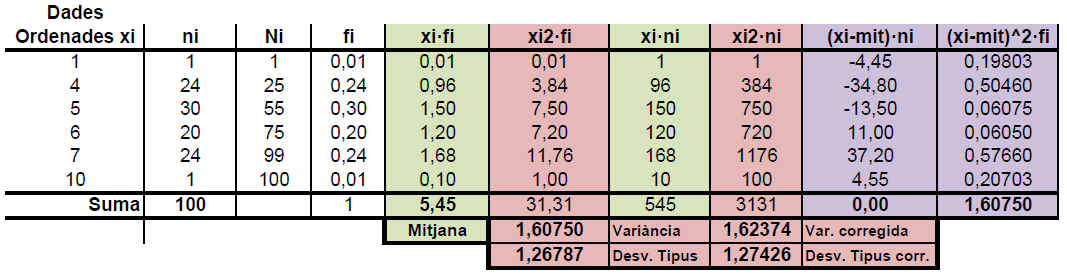 Dades
Ordenades xi ni Ni fi xi·fi xi2·fi xi·ni xi2·ni (xi-mit)·ni (xi-mit)^2·fi
1 1 1 0,01 0,01 0,01 1 1 -4,45 0,19803
4 24 25 0,24 0,96 3,84 96 384 -34,80 0,50460
5 30 55 0,30 1,50 7,50 150 750 -13,50 0,06075
6 20 75 0,20 1,20 7,20 120 720 11,00 0,06050
7 24 99 0,24 1,68 11,76 168 1176 37,20 0,57660
10 1 100 0,01 0,10 1,00 10 100 4,55 0,20703
Suma 100 1 5,45 31,31 545 3131 0,00 1,60750
Mitjana 1,60750 Variància 1,62374 Var. corregida
1,26787 Desv. Tipus 1,27426 Desv. Tipus corr.